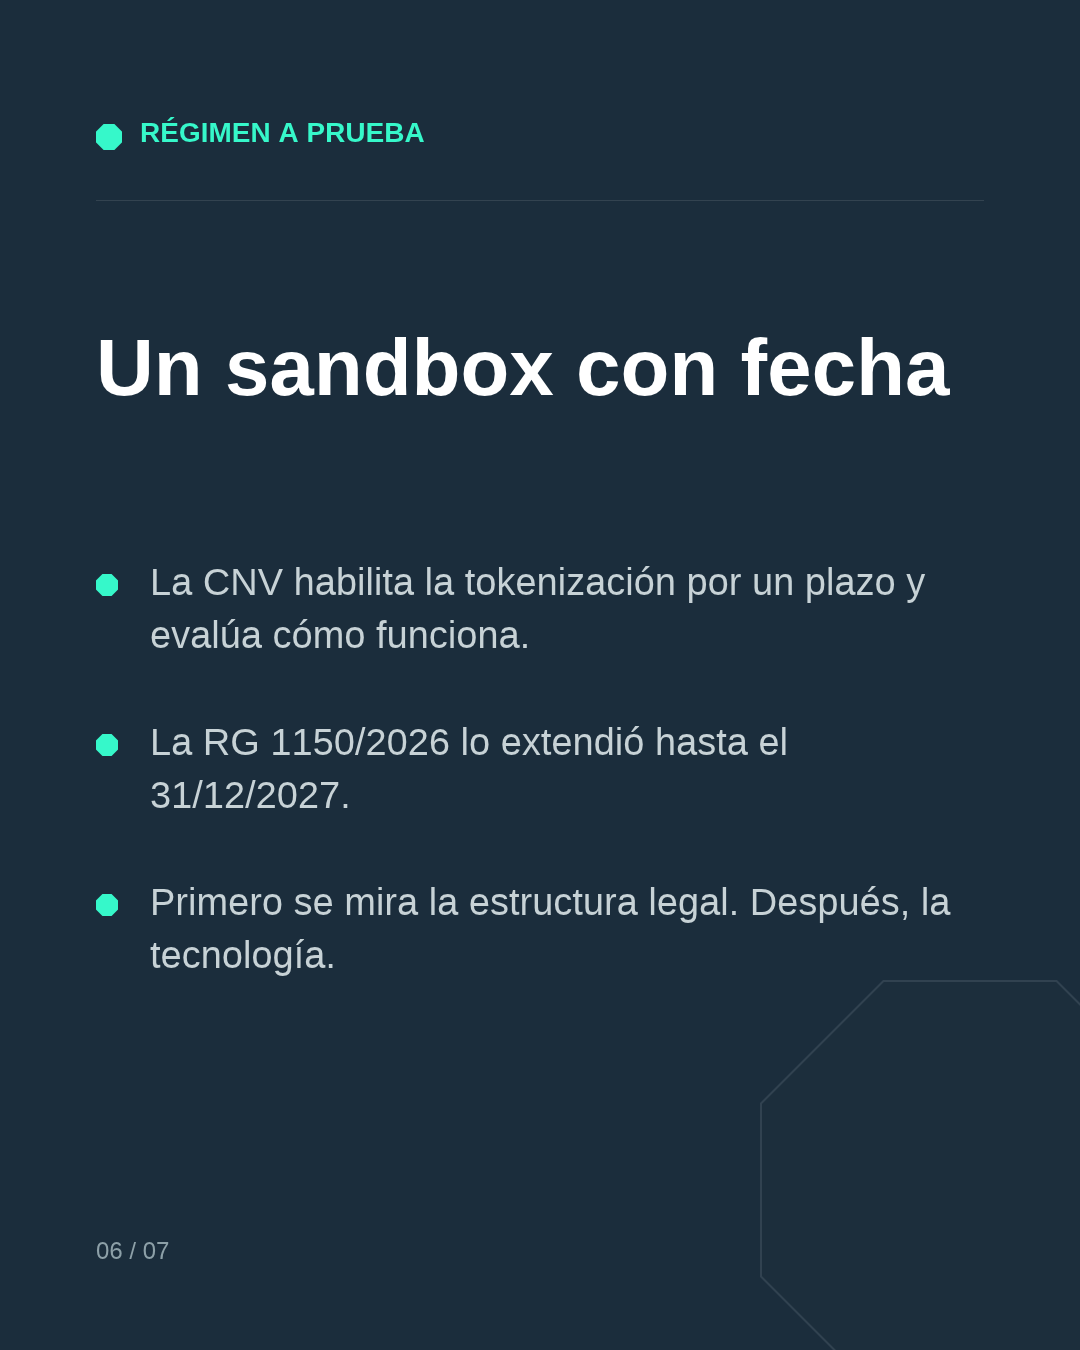 RÉGIMEN A PRUEBA
Un sandbox con fecha
La CNV habilita la tokenización por un plazo y
evalúa cómo funciona.
La RG 1150/2026 lo extendió hasta el
31/12/2027.
Primero se mira la estructura legal. Después, la
tecnología.
06 / 07